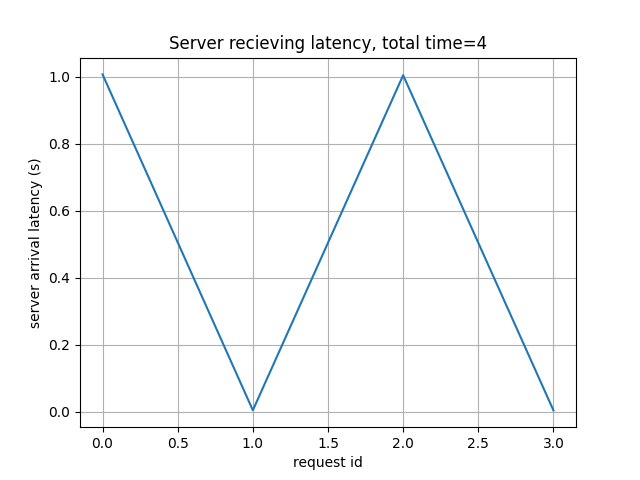 Server recieving latency, total time=4
1.0
0.8
0.6
0.4
0.2
0.0
server arrival latency (s)
0.0 0.5 1.0 1.5 2.0 2.5 3.0
request id